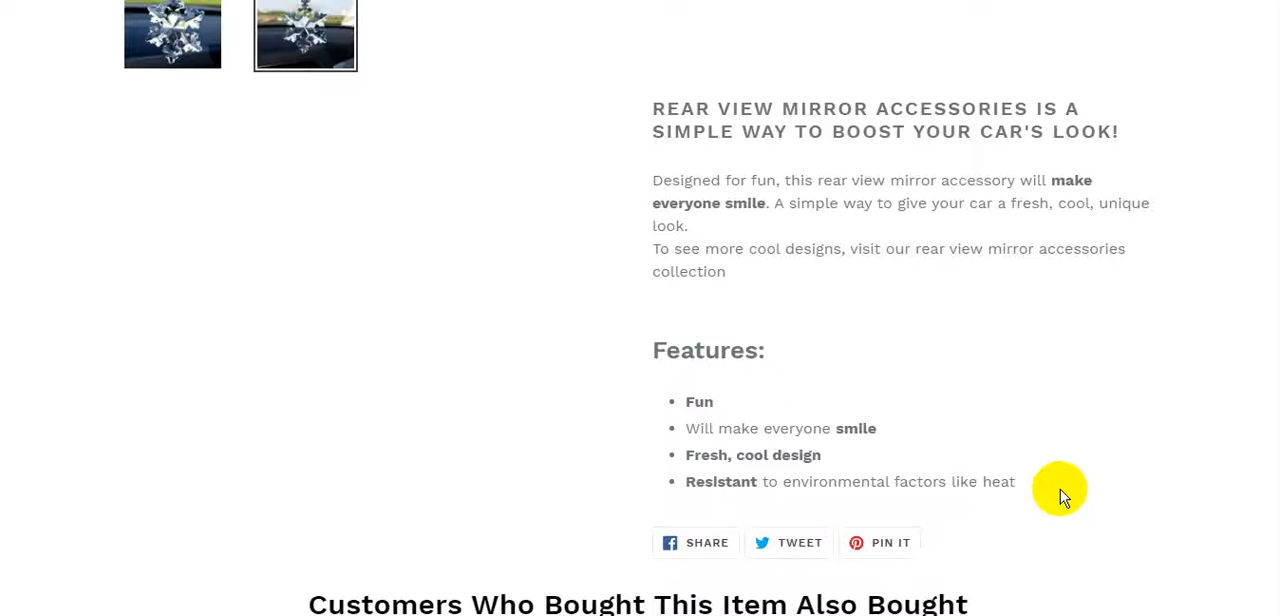 REAR VIEW MIRROR ACCESSORIES IS A
SIMPLE WAY TO BOOST YOUR CAR'S LOOK!
Designed for fun, this rear view mirror accessory will make
everyone smile. A simple way to give your car a fresh, cool, unique
look.
To see more cool designs, visit our rear view mirror accessories
collection
Features:
• Fun
• Will make everyone smile
• Fresh, cool design
• Resistant to environmental factors like heat
SHARE TWEET PIN IT
Customers Who Bought This Item Also Bought